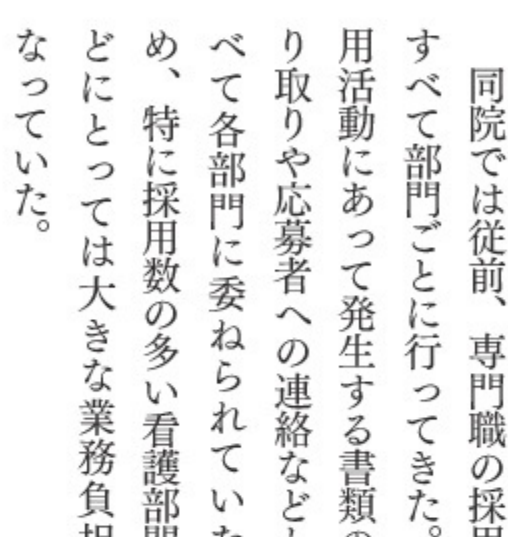 同院では従前、専門職の採用
すべて部門ごとに行ってきた。
用活動にあって発生する書類の
り取りや応募者への連絡など
べて各部門に委ねられていた
め、特に採用数の多い看護部門
どにとっては大きな業務負担
なっていた。